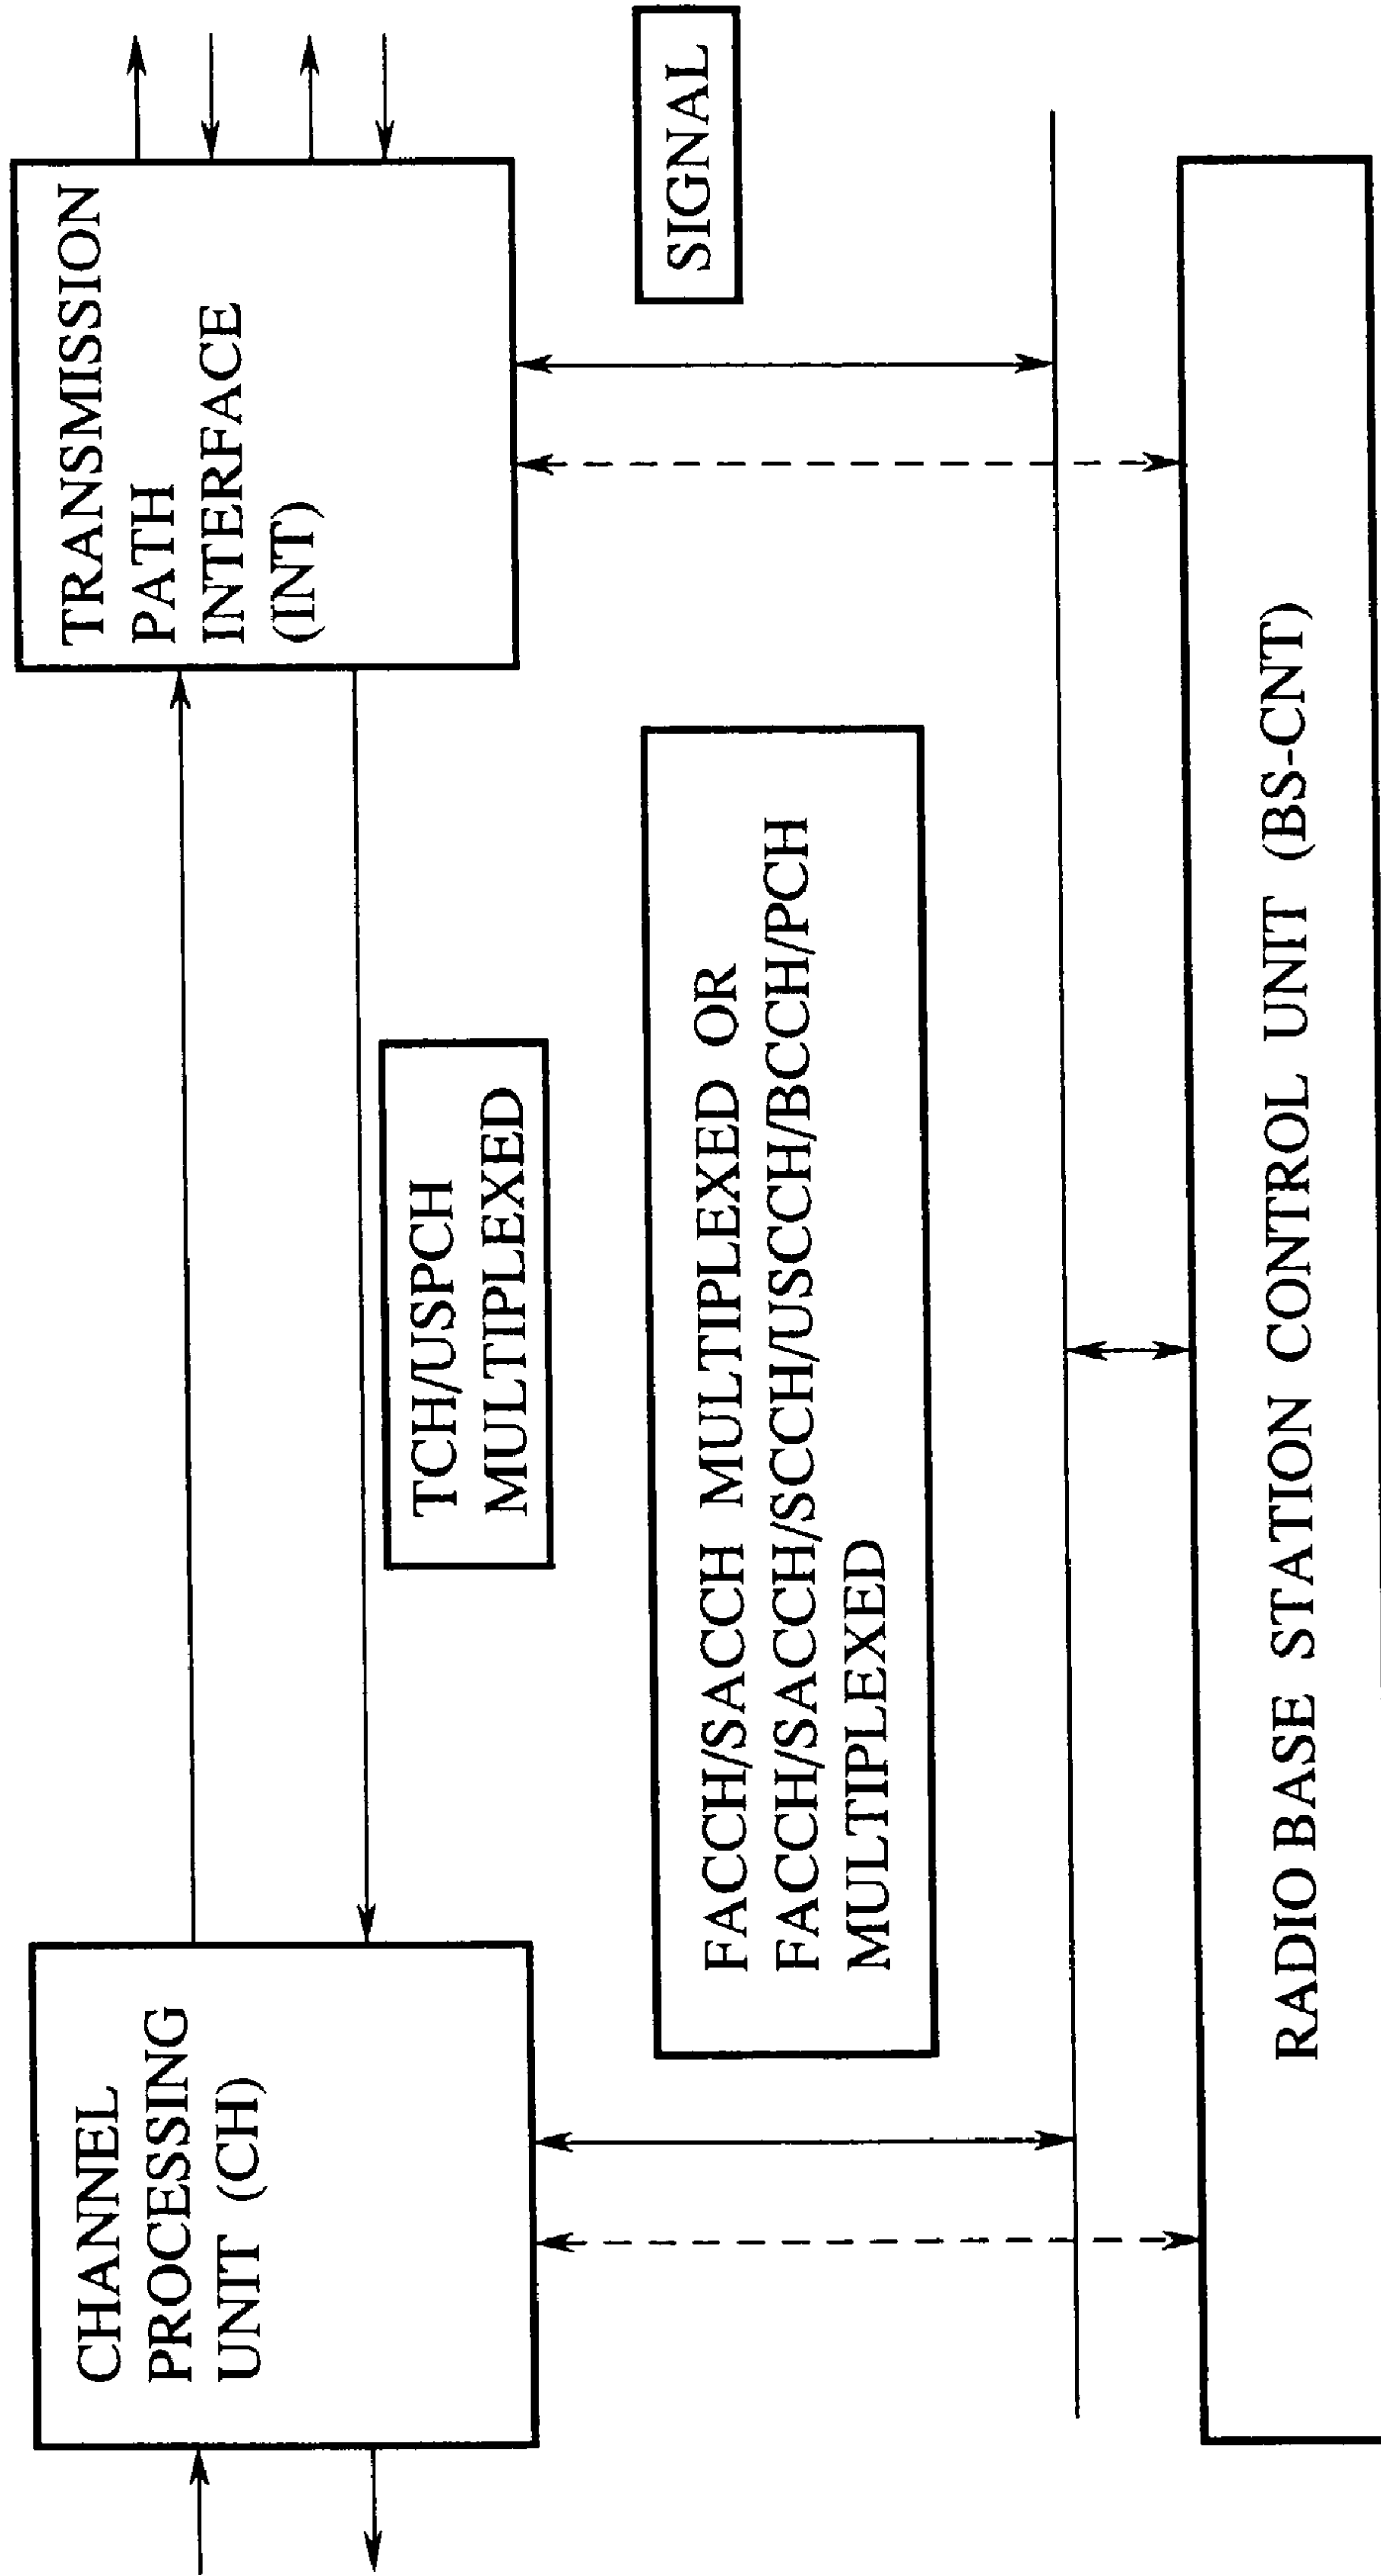 CHANNEL
PROCESSING
UNIT (CH)
TRANSMISSION
PATH
INTERFACE
(INT)
TCH/USPCH
MULTIPLEXED
FACCH/SACCH MULTIPLEXED OR
FACCH/SACCH/SCCH/USCCH/BCCH/PCH
MULTIPLEXED
SIGNAL
RADIO BASE STATION CONTROL UNIT (BS-CNT)